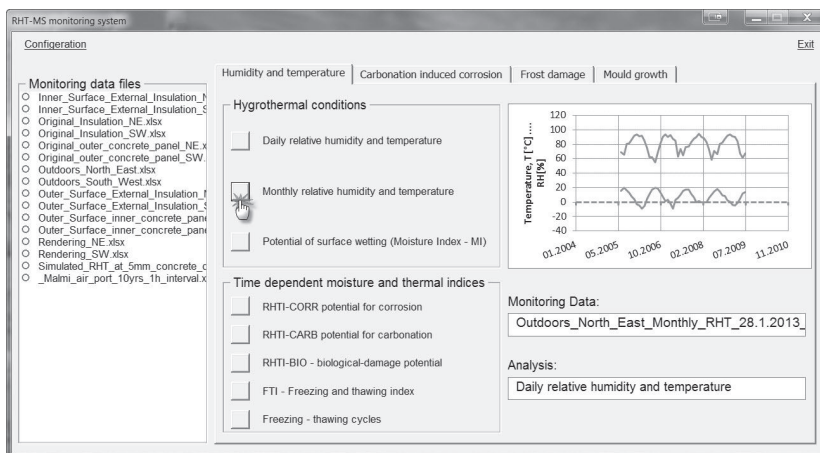 RHT-MS monitoring system
Configeration
Exit
Monitoring data files
Inner_Surface_External_Insulation_
Inner_Surface_External_Insulation_
Original_Insulation_NE.xlsx
Original_Insulation_SW.xlsx
Original_outer_concrete_panel_NE.x
Original_outer_concrete_panel_SW.
Outdoors_North_East.xlsx
Outdoors_South_West.xlsx
Outer_Surface_External_Insulation_
Outer_Surface_External_Insulation_
Outer_Surface_inner_concrete_pane
Outer_Surface_inner_concrete_pane
Rendering_NE.xlsx
Rendering_SW.xlsx
Simulated_RHT_at_5mm_concrete_c
_Malmi_air_port_10yrs_1h_interval.x
Humidity and temperature
Carbonation induced corrosion
Frost damage
Mould growth
Hygrothermal conditions
Daily relative humidity and temperature
Monthly relative humidity and temperature
Potential of surface wetting (Moisture Index - MI)
Time dependent moisture and thermal indices
RHTI-CORR potential for corrosion
RHTI-CARB potential for carbonation
RHTI-BIO - biological-damage potential
FTI - Freezing and thawing index
Freezing - thawing cycles
Temperature, T [°C]....
RH[%]
120
100
80
60
40
20
0
-20
-40
01.2004
05.2005
10.2006
02.2008
07.2009
11.2010
Monitoring Data:
Outdoors_North_East_Monthly_RHT_28.1.2013_
Analysis:
Daily relative humidity and temperature